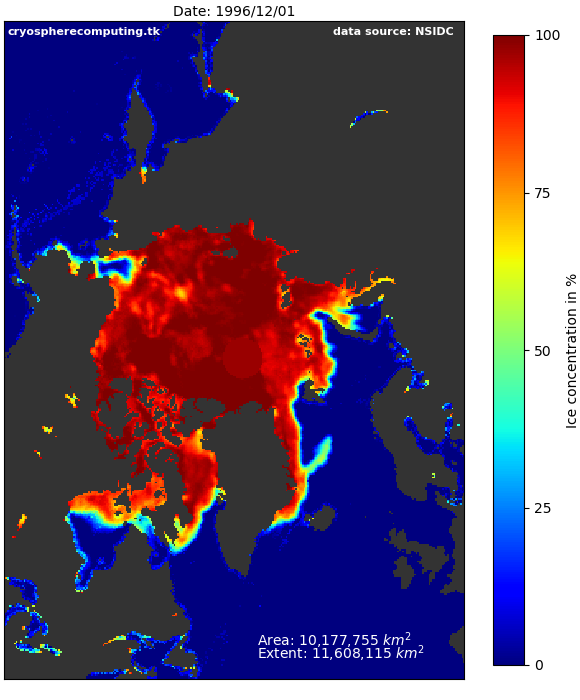 Date: 1996/12/01
cryospherecomputing.tk
data source: NSIDC
100
75
50
25
0
Ice concentration in %
Area: 10,177,755 km²
Extent: 11,608,115 km²